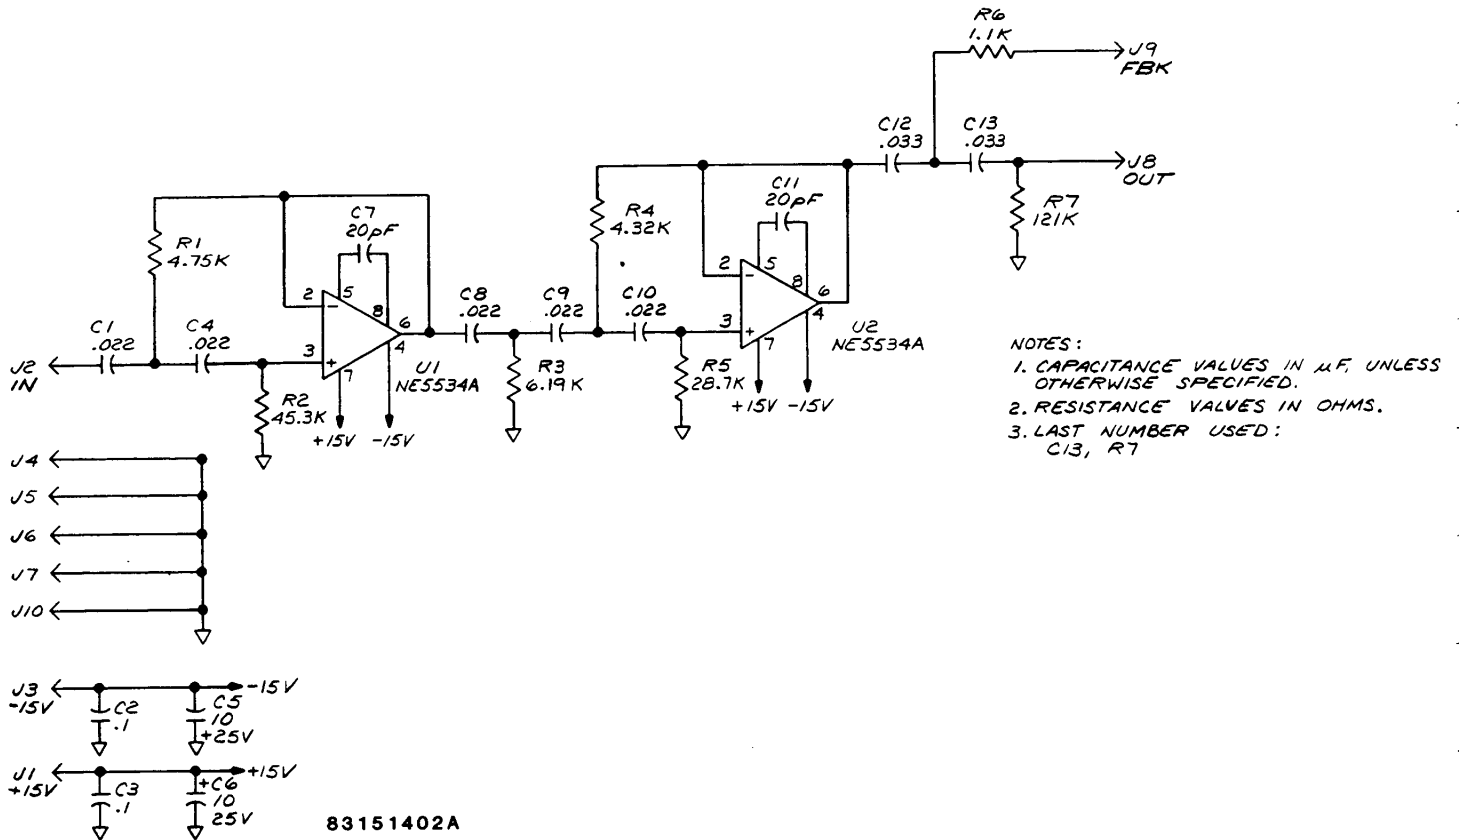 R6
1.1K
J9
FBK
C12
.033
C13
.033
J8
OUT
R7
121K
C11
20pF
R4
4.32K
2
5
8
6
3
4
7
+15V
-15V
U2
NE5534A
C7
20pF
R1
4.75K
2
5
8
6
3
4
7
+15V
-15V
U1
NE5534A
C1
.022
C4
.022
J2
IN
R2
45.3K
C8
.022
C9
.022
C10
.022
R3
6.19K
R5
28.7K
NOTES:
1. CAPACITANCE VALUES IN µF, UNLESS
OTHERWISE SPECIFIED.
2. RESISTANCE VALUES IN OHMS.
3. LAST NUMBER USED:
C13, R7
J4
J5
J6
J7
J10
J3
-15V
-15V
C2
.1
C5
10
+25V
J1
+15V
+15V
C3
.1
+C6
10
25V
83151402A